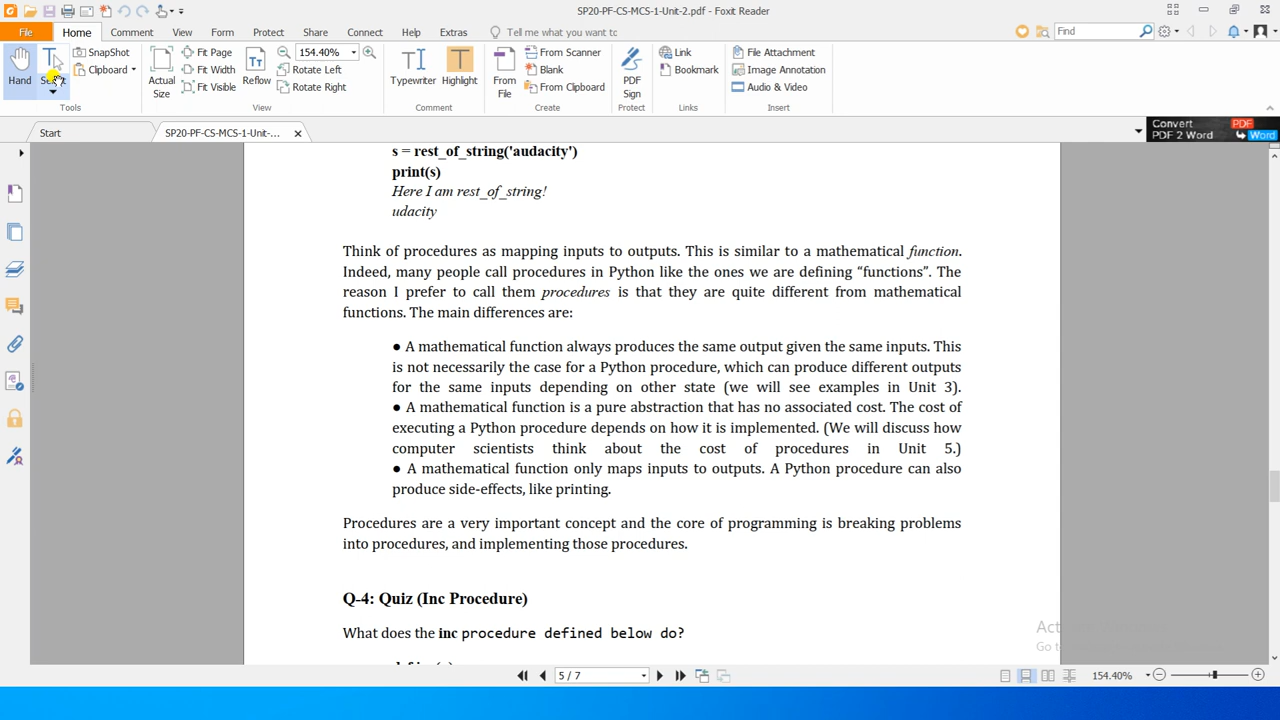 SP20-PF-CS-MCS-1-Unit-2.pdf - Foxit Reader
File Home Comment View Form Protect Share Connect Help Extras Tell me what you want to Find
Hand
SnapShot
Clipboard
Tools
Actual Size
Fit Page
Fit Width
Fit Visible
Reflow
154.40%
Rotate Left
Rotate Right
View
Typewriter Highlight
Comment
From File
From Scanner
Blank
From Clipboard
Create
PDF Sign
Protect
Link
Bookmark
Links
File Attachment
Image Annotation
Audio & Video
Insert
Start SP20-PF-CS-MCS-1-Unit-...
Convert PDF
PDF 2 Word Word
s = rest_of_string('audacity')
print(s)
Here I am rest_of_string!
udacity
Think of procedures as mapping inputs to outputs. This is similar to a mathematical function.
Indeed, many people call procedures in Python like the ones we are defining “functions”. The
reason I prefer to call them procedures is that they are quite different from mathematical
functions. The main differences are:
● A mathematical function always produces the same output given the same inputs. This
is not necessarily the case for a Python procedure, which can produce different outputs
for the same inputs depending on other state (we will see examples in Unit 3).
● A mathematical function is a pure abstraction that has no associated cost. The cost of
executing a Python procedure depends on how it is implemented. (We will discuss how
computer scientists think about the cost of procedures in Unit 5.)
● A mathematical function only maps inputs to outputs. A Python procedure can also
produce side-effects, like printing.
Procedures are a very important concept and the core of programming is breaking problems
into procedures, and implementing those procedures.
Q-4: Quiz (Inc Procedure)
What does the inc procedure defined below do?
5 / 7
154.40%